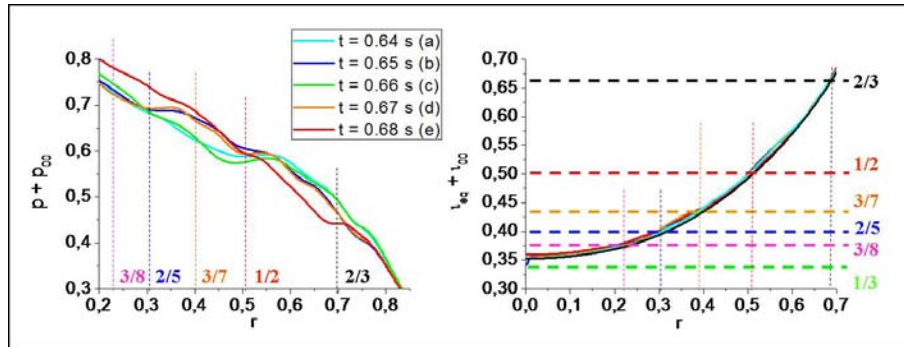 p + p00
0,8
0,7
0,6
0,5
0,4
0,3
0,2 0,3 0,4 0,5 0,6 0,7 0,8
r
3/8 2/5 3/7 1/2 2/3
t = 0.64 s (a)
t = 0.65 s (b)
t = 0.66 s (c)
t = 0.67 s (d)
t = 0.68 s (e)
ιeq + ι00
0,70
0,65
0,60
0,55
0,50
0,45
0,40
0,35
0,30
0,0 0,1 0,2 0,3 0,4 0,5 0,6 0,7
r
2/3
1/2
3/7
2/5
3/8
1/3